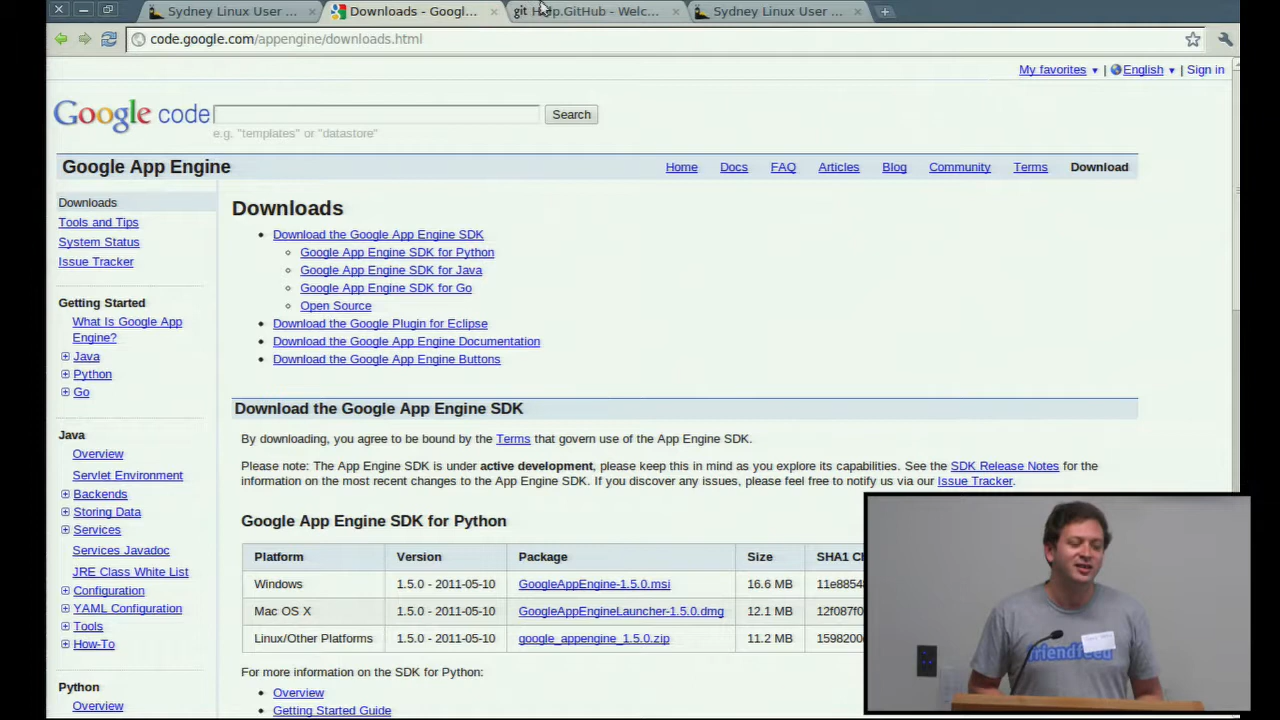 Sydney Linux User ...
Downloads - Googl...
git Help.GitHub - Welc...
Sydney Linux User ...
code.google.com/appengine/downloads.html
My favorites ▼ | English ▼ | Sign in
Google code
Search
e.g. "templates" or "datastore"
Google App Engine
Home Docs FAQ Articles Blog Community Terms Download
Downloads
Tools and Tips
System Status
Issue Tracker
Getting Started
What Is Google App
Engine?
Java
Python
Go
Java
Overview
Servlet Environment
Backends
Storing Data
Services
Services Javadoc
JRE Class White List
Configuration
YAML Configuration
Tools
How-To
Python
Overview
Downloads
Download the Google App Engine SDK
Google App Engine SDK for Python
Google App Engine SDK for Java
Google App Engine SDK for Go
Open Source
Download the Google Plugin for Eclipse
Download the Google App Engine Documentation
Download the Google App Engine Buttons
Download the Google App Engine SDK
By downloading, you agree to be bound by the Terms that govern use of the App Engine SDK.
Please note: The App Engine SDK is under active development, please keep this in mind as you explore its capabilities. See the SDK Release Notes for the
information on the most recent changes to the App Engine SDK. If you discover any issues, please feel free to notify us via our Issue Tracker.
Google App Engine SDK for Python
Platform Version Package Size SHA1 C
Windows 1.5.0 - 2011-05-10 GoogleAppEngine-1.5.0.msi 16.6 MB 11e8854
Mac OS X 1.5.0 - 2011-05-10 GoogleAppEngineLauncher-1.5.0.dmg 12.1 MB 12f087f0
Linux/Other Platforms 1.5.0 - 2011-05-10 google_appengine_1.5.0.zip 11.2 MB 1598200
For more information on the SDK for Python:
Overview
Getting Started Guide
friendfeed